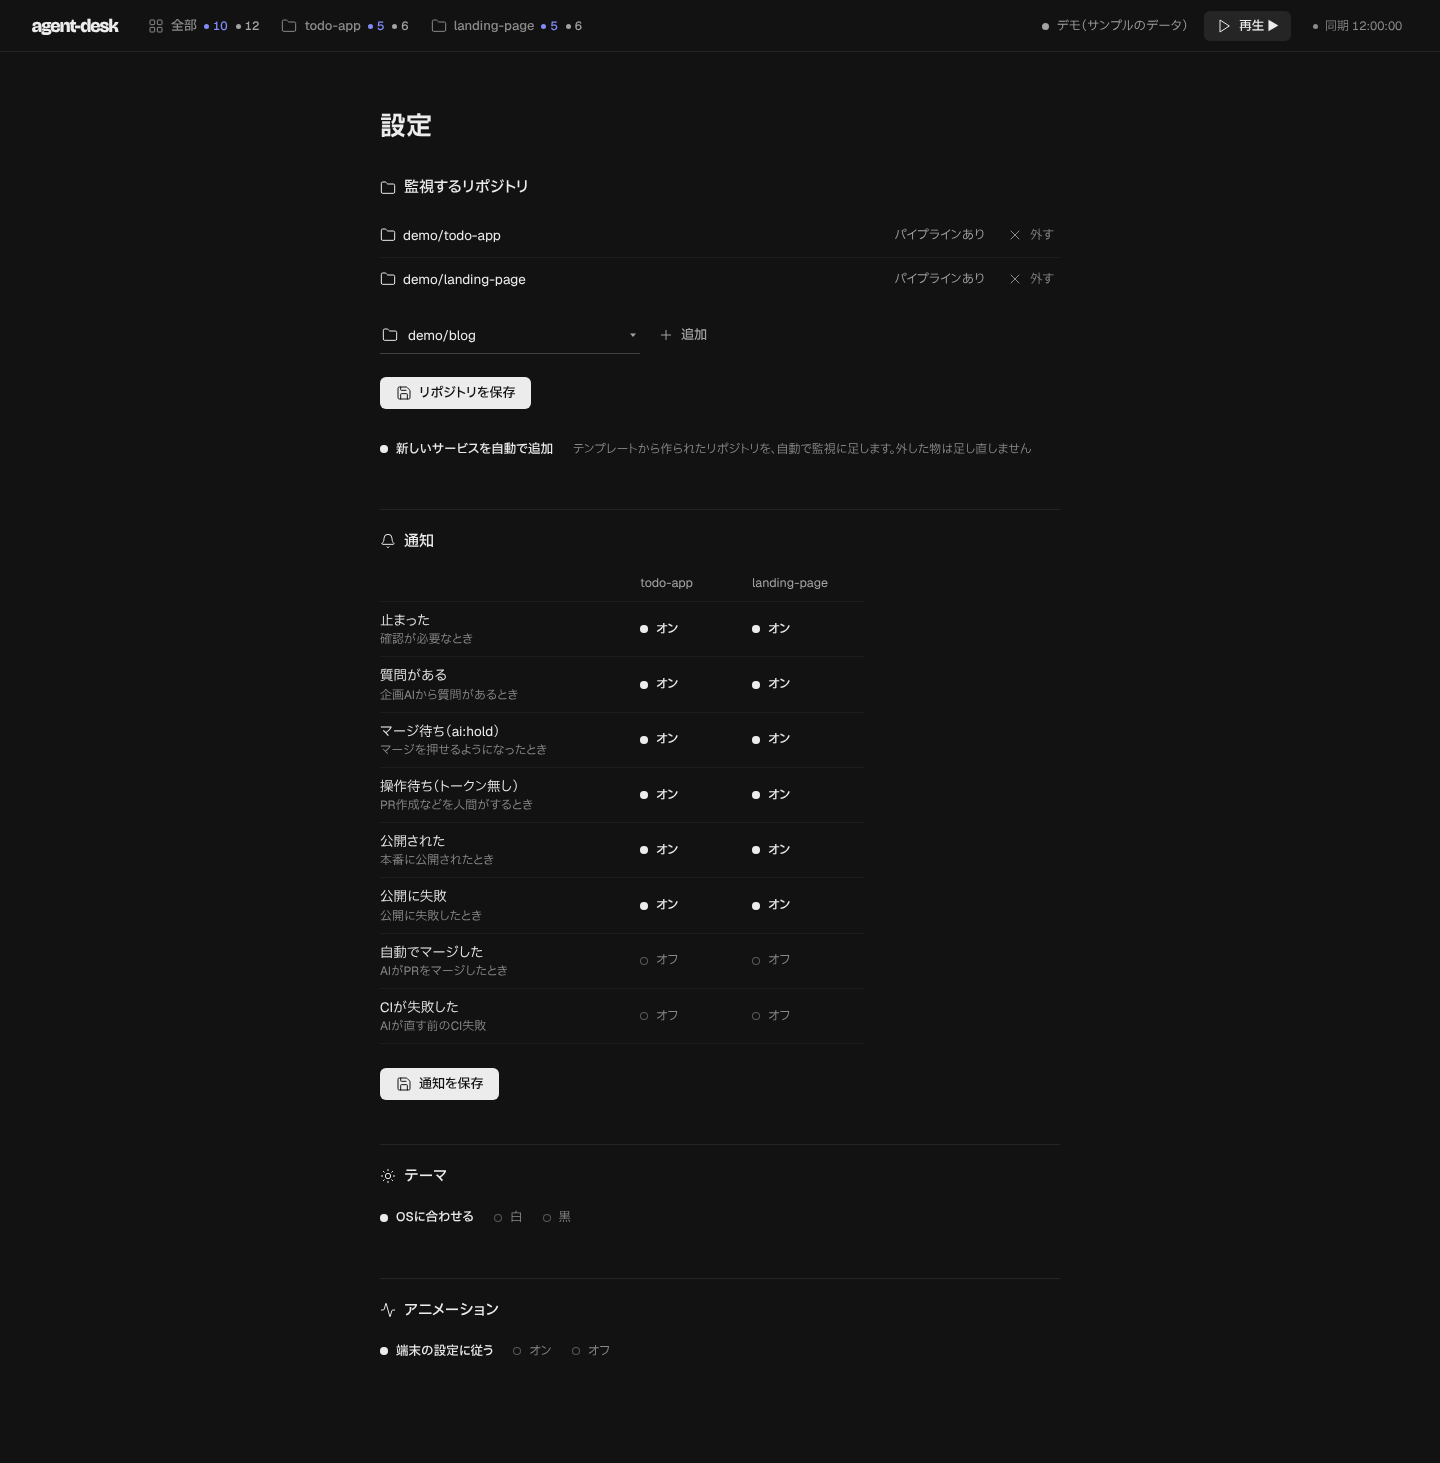 agent-desk 全部 10 12 todo-app 5 6 landing-page 5 6 デモ(サンプルのデータ) 再生 ▶ 同期 12:00:00
設定
監視するリポジトリ
demo/todo-app パイプラインあり 外す
demo/landing-page パイプラインあり 外す
demo/blog 追加
リポジトリを保存
新しいサービスを自動で追加 テンプレートから作られたリポジトリを、自動で監視に足します。外した物は足し直しません
通知
todo-app landing-page
止まった
確認が必要なとき
オン オン
質問がある
企画AIから質問があるとき
オン オン
マージ待ち(ai:hold)
マージを押せるようになったとき
オン オン
操作待ち(トークン無し)
PR作成などを人間がするとき
オン オン
公開された
本番に公開されたとき
オン オン
公開に失敗
公開に失敗したとき
オン オン
自動でマージした
AIがPRをマージしたとき
オフ オフ
CIが失敗した
AIが直す前のCI失敗
オフ オフ
通知を保存
テーマ
OSに合わせる 白 黒
アニメーション
端末の設定に従う オン オフ